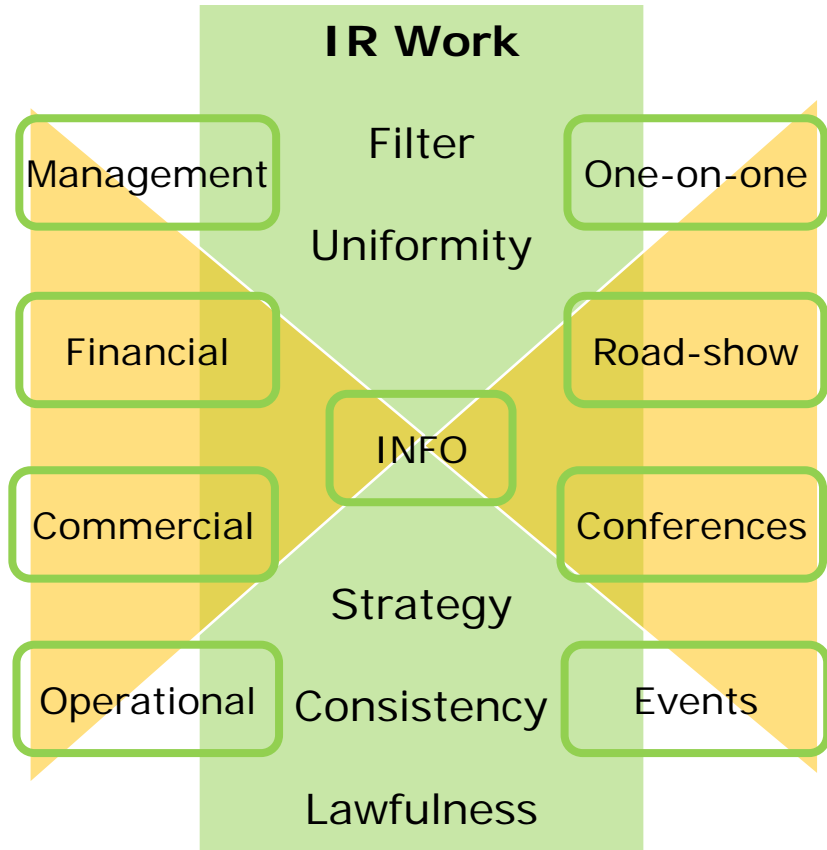 IR Work
Filter
Uniformity
Management
Financial
Commercial
Operational
INFO
One-on-one
Road-show
Conferences
Events
Strategy
Consistency
Lawfulness